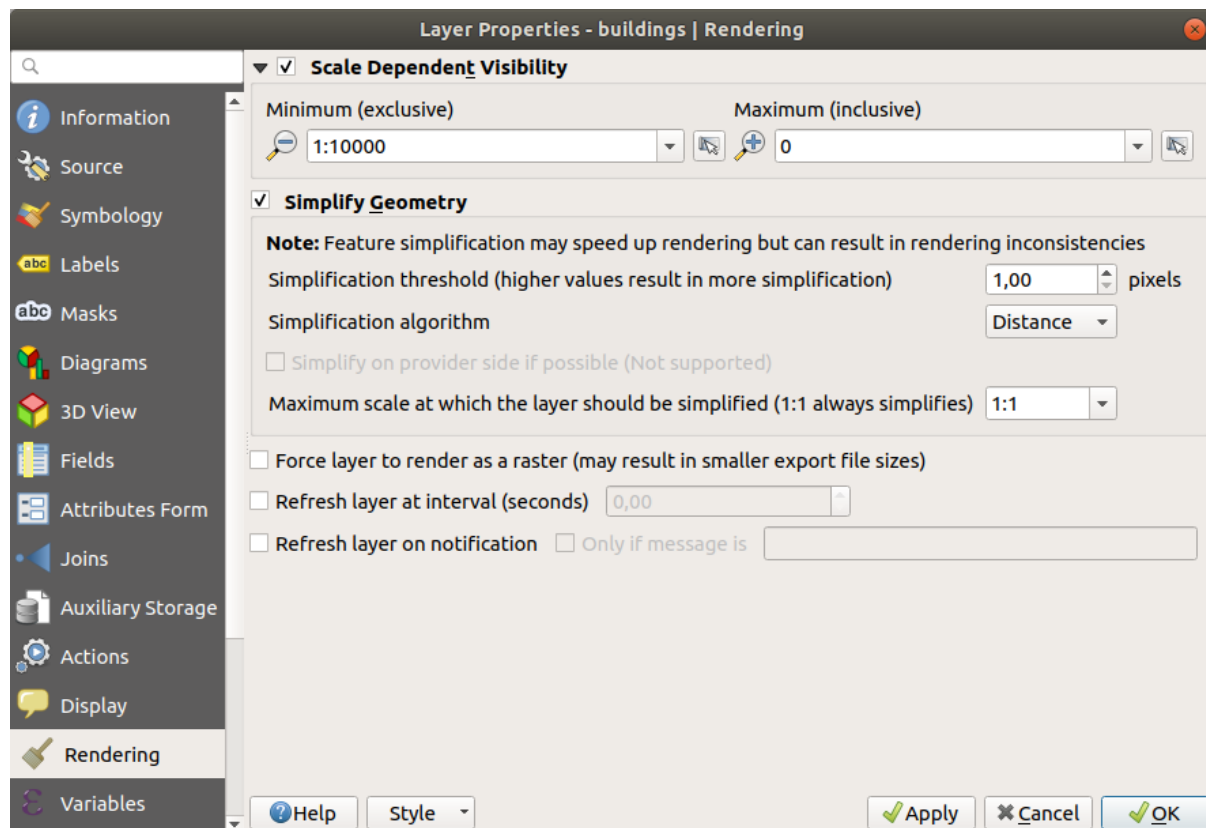 Layer Properties - buildings | Rendering
Information
Source
Symbology
abc Labels
abc Masks
Diagrams
3D View
Fields
Attributes Form
Joins
Auxiliary Storage
Actions
Display
Rendering
Variables
Scale Dependent Visibility
Minimum (exclusive) Maximum (inclusive)
1:10000 0
Simplify Geometry
Note: Feature simplification may speed up rendering but can result in rendering inconsistencies
Simplification threshold (higher values result in more simplification) 1,00 pixels
Simplification algorithm Distance
Simplify on provider side if possible (Not supported)
Maximum scale at which the layer should be simplified (1:1 always simplifies) 1:1
Force layer to render as a raster (may result in smaller export file sizes)
Refresh layer at interval (seconds) 0,00
Refresh layer on notification Only if message is
Help Style Apply Cancel OK